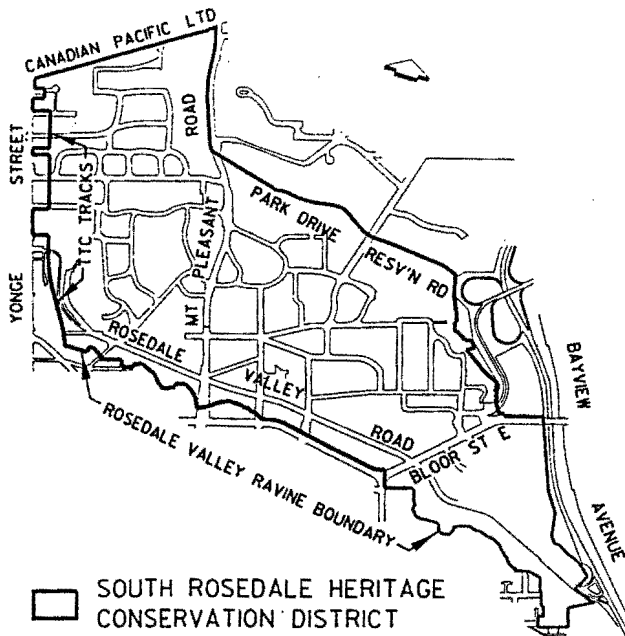 CANADIAN PACIFIC LTD
YONGE STREET
TTC TRACKS
MT PLEASANT ROAD
PARK DRIVE RESV'N RD
ROSEDALE VALLEY ROAD
BLOOR ST E
BAYVIEW AVENUE
ROSEDALE VALLEY RAVINE BOUNDARY
SOUTH ROSEDALE HERITAGE
CONSERVATION DISTRICT